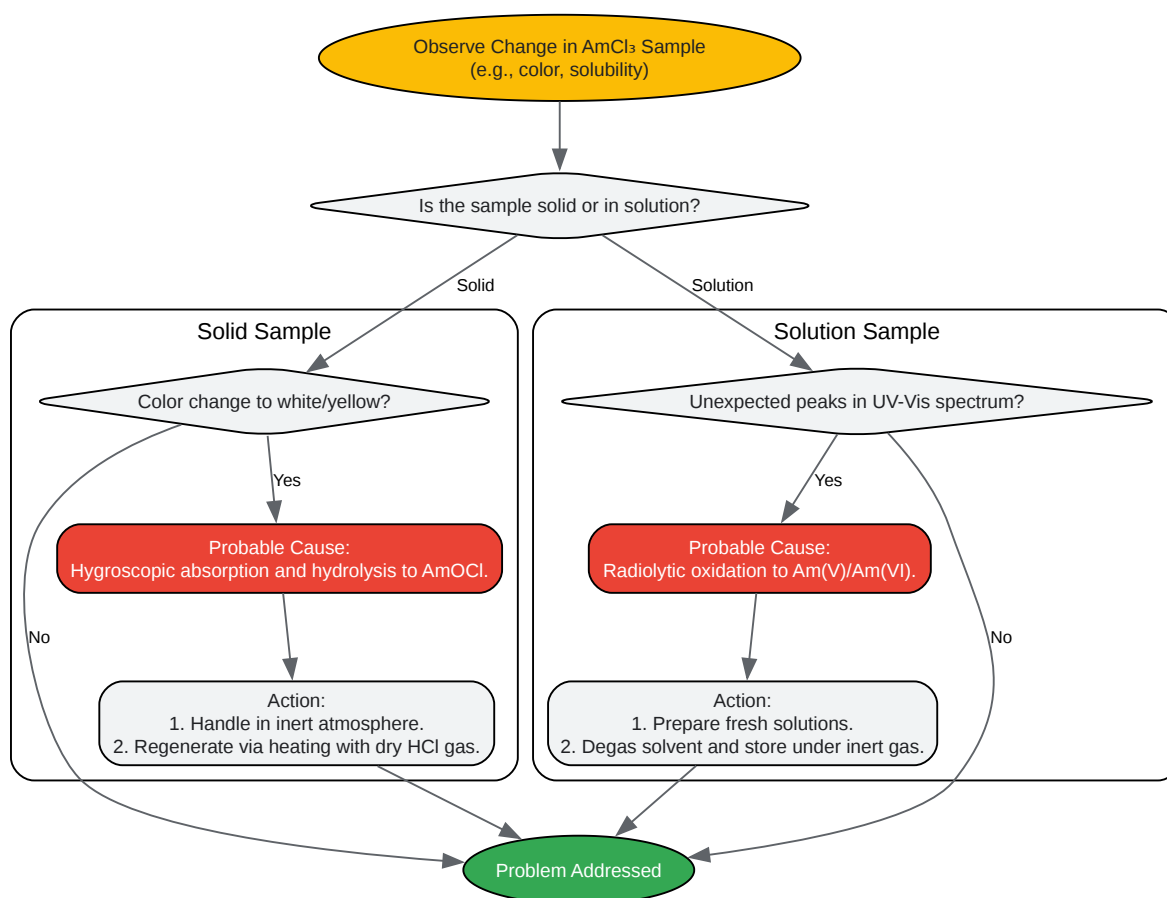 Observe Change in AmCl₃ Sample
(e.g., color, solubility)
Is the sample solid or in solution?
Solid
Solution
Solid Sample
Color change to white/yellow?
Yes
Probable Cause:
Hygroscopic absorption and hydrolysis to AmOCl.
No
Action:
1. Handle in inert atmosphere.
2. Regenerate via heating with dry HCl gas.
Solution Sample
Unexpected peaks in UV-Vis spectrum?
Yes
Probable Cause:
Radiolytic oxidation to Am(V)/Am(VI).
No
Action:
1. Prepare fresh solutions.
2. Degas solvent and store under inert gas.
Problem Addressed